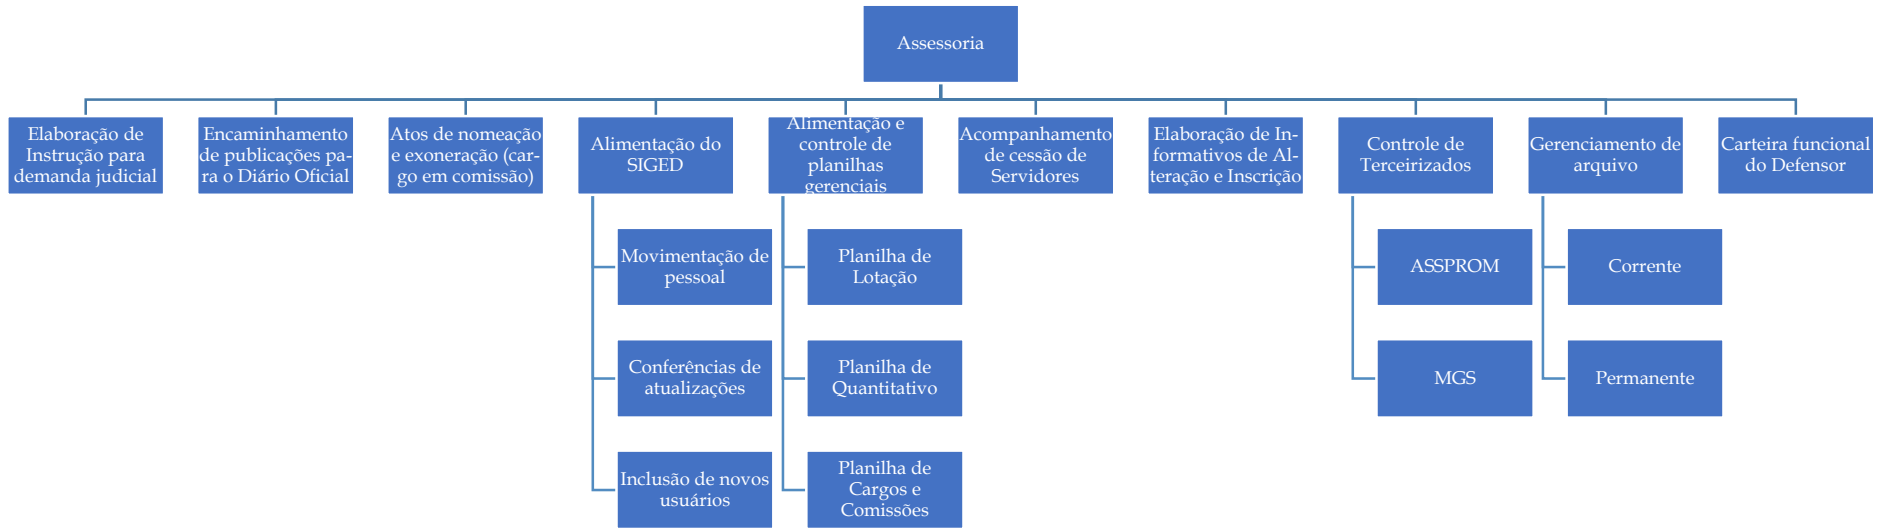 Assessoria
Elaboração de
Instrução para
demanda judicial
Encaminhamento
de publicações pa-
ra o Diário Oficial
Atos de nomeação
e exoneração (car-
go em comissão)
Alimentação do
SIGED
Alimentação e
controle de
planilhas
gerenciais
Acompanhamento
de cessão de
Servidores
Elaboração de In-
formativos de Al-
teração e Inscrição
Controle de
Terceirizados
Gerenciamento de
arquivo
Carteira funcional
do Defensor
Movimentação de
pessoal
Planilha de
Lotação
ASSPROM
Corrente
Conferências de
atualizações
Planilha de
Quantitativo
MGS
Permanente
Inclusão de novos
usuários
Planilha de
Cargos e
Comissões